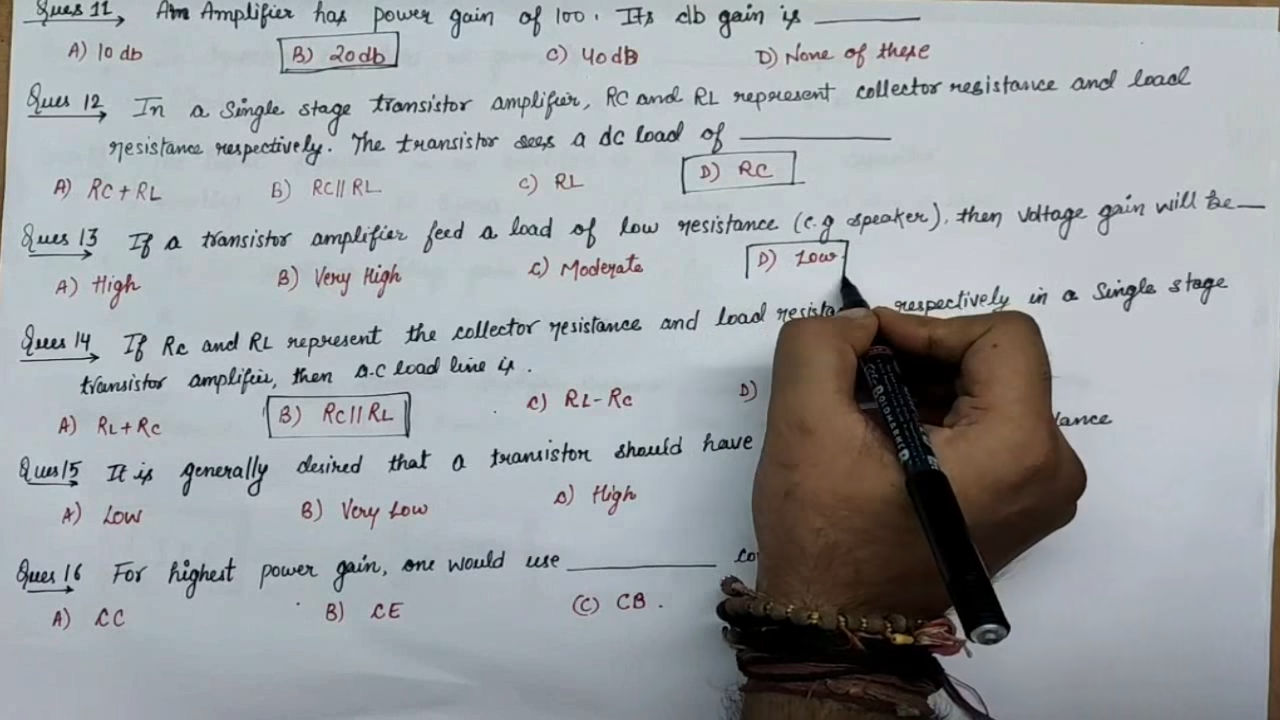 Ques 11, An Amplifier has power gain of 100. Its db gain is ______
A) 10 db B) 20db C) 40dB D) None of these
Ques 12 In a Single stage transistor amplifier, RC and RL represent collector resistance and load
resistance respectively. The transistor sees a dc load of ______
A) RC + RL B) RC || RL C) RL D) RC
Ques 13 If a transistor amplifier feed a load of low resistance (e.g speaker), then voltage gain will be __
A) High B) Very High C) Moderate D) Low
Ques 14 If Rc and RL represent the collector resistance and load respectively in a Single stage
transistor amplifier, then a.c load line is.
A) RL + RC B) RC || RL C) RL - RC D)
Ques 15 It is generally desired that a transistor should have
A) Low B) Very Low C) High
Ques 16 For highest power gain, one would use ______
A) CC B) CE (C) CB.